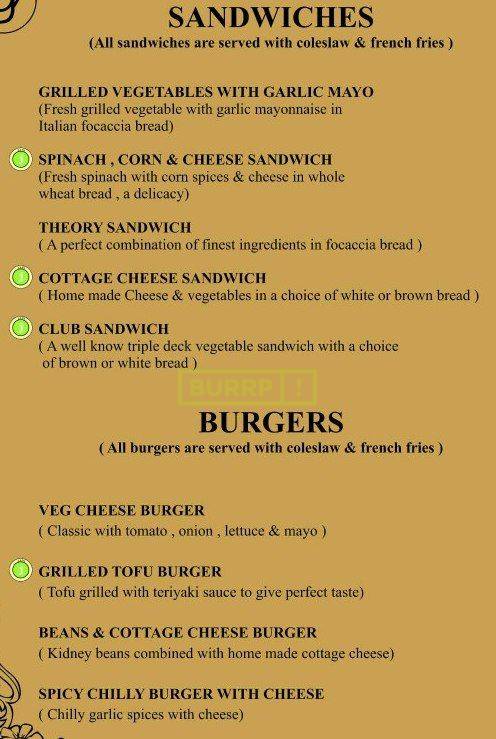 SANDWICHES
(All sandwiches are served with coleslaw & french fries )
GRILLED VEGETABLES WITH GARLIC MAYO
(Fresh grilled vegetable with garlic mayonnaise in
Italian focaccia bread)
SPINACH , CORN & CHEESE SANDWICH
(Fresh spinach with corn spices & cheese in whole
wheat bread , a delicacy)
THEORY SANDWICH
( A perfect combination of finest ingredients in focaccia bread )
COTTAGE CHEESE SANDWICH
( Home made Cheese & vegetables in a choice of white or brown bread )
CLUB SANDWICH
( A well know triple deck vegetable sandwich with a choice
of brown or white bread )
BURRP !
BURGERS
( All burgers are served with coleslaw & french fries )
VEG CHEESE BURGER
( Classic with tomato , onion , lettuce & mayo )
GRILLED TOFU BURGER
( Tofu grilled with teriyaki sauce to give perfect taste)
BEANS & COTTAGE CHEESE BURGER
( Kidney beans combined with home made cottage cheese)
SPICY CHILLY BURGER WITH CHEESE
( Chilly garlic spices with cheese)